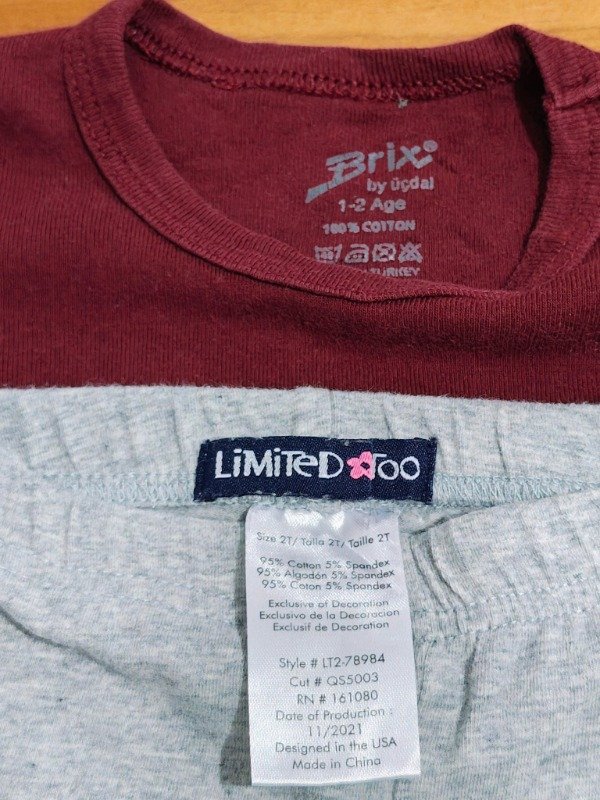 Brix®
by üçdal
1-2 Age
100% COTTON
TURKEY
LiMiTeD TOO
Size 2T/ Talla 2T/ Taille 2T
95% Cotton 5% Spandex
95% Algodón 5% Spandex
95% Coton 5% Spandex
Exclusive of Decoration
Exclusivo de la Decoración
Exclusif de Decoration
Style # LT2-78984
Cut # QS5003
RN # 161080
Date of Production :
11/2021
Designed in the USA
Made in China